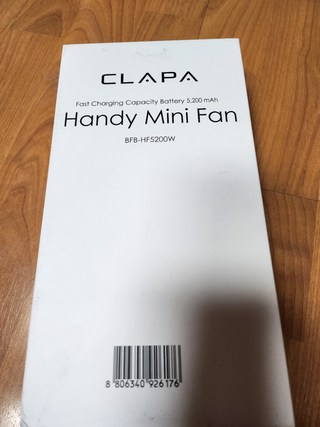 CLAPA
Fast Charging Capacity Battery 5,200 mAh
Handy Mini Fan
BFB-HF5200W
8 806340 926176